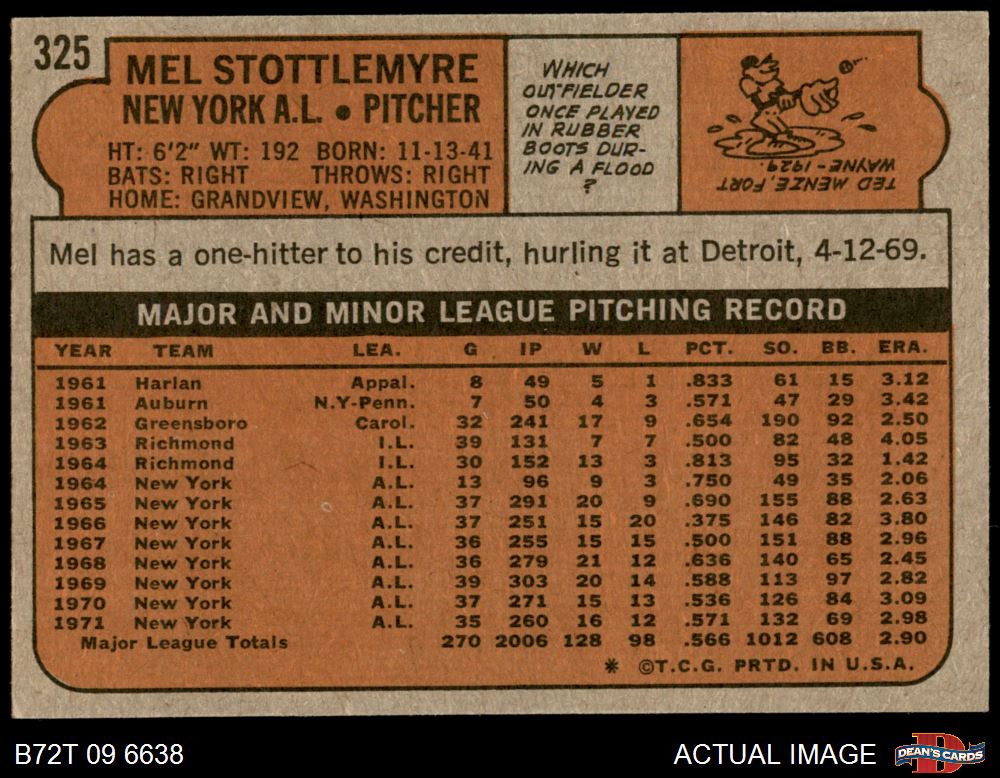 325
MEL STOTTLEMYRE
NEW YORK A.L. • PITCHER
HT: 6'2" WT: 192 BORN: 11-13-41
BATS: RIGHT THROWS: RIGHT
HOME: GRANDVIEW, WASHINGTON
WHICH
OUTFIELDER
ONCE PLAYED
IN RUBBER
BOOTS DUR-
ING A FLOOD
?
TED MENZE, FORT
WAYNE - 1929.
Mel has a one-hitter to his credit, hurling it at Detroit, 4-12-69.
MAJOR AND MINOR LEAGUE PITCHING RECORD
YEAR TEAM LEA. G IP W L PCT. SO. BB. ERA.
1961 Harlan Appal. 8 49 5 1 .833 61 15 3.12
1961 Auburn N.Y-Penn. 7 50 4 3 .571 47 29 3.42
1962 Greensboro Carol. 32 241 17 9 .654 190 92 2.50
1963 Richmond I.L. 39 131 7 7 .500 82 48 4.05
1964 Richmond I.L. 30 152 13 3 .813 95 32 1.42
1964 New York A.L. 13 96 9 3 .750 49 35 2.06
1965 New York A.L. 37 291 20 9 .690 155 88 2.63
1966 New York A.L. 37 251 15 20 .375 146 82 3.80
1967 New York A.L. 36 255 15 15 .500 151 88 2.96
1968 New York A.L. 36 279 21 12 .636 140 65 2.45
1969 New York A.L. 39 303 20 14 .588 113 97 2.82
1970 New York A.L. 37 271 15 13 .536 126 84 3.09
1971 New York A.L. 35 260 16 12 .571 132 69 2.98
Major League Totals 270 2006 128 98 .566 1012 608 2.90
* ©T.C.G. PRTD. IN U.S.A.
B72T 09 6638
ACTUAL IMAGE
DEAN'S CARDS